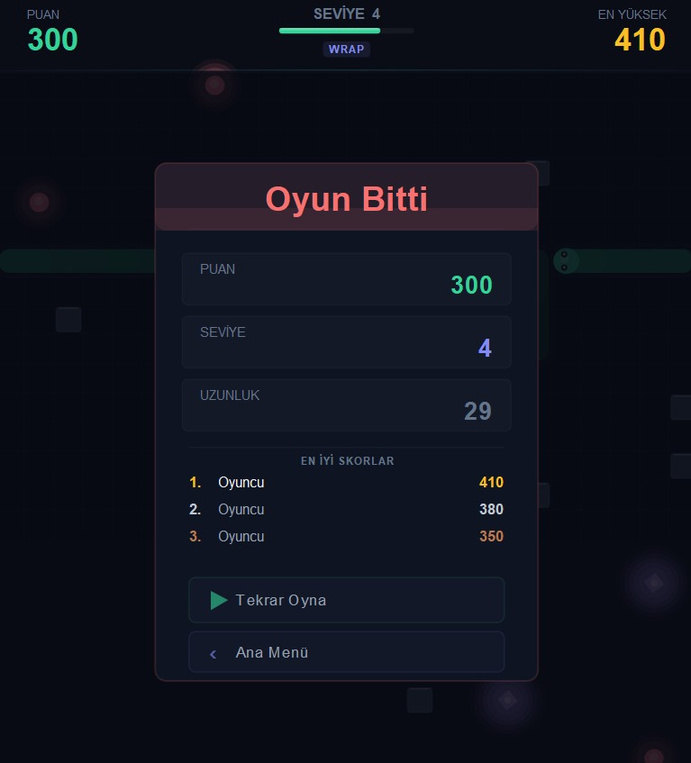 PUAN
300
SEVİYE 4
WRAP
EN YÜKSEK
410
Oyun Bitti
PUAN
300
SEVİYE
4
UZUNLUK
29
EN İYİ SKORLAR
1. Oyuncu 410
2. Oyuncu 380
3. Oyuncu 350
Tekrar Oyna
Ana Menü